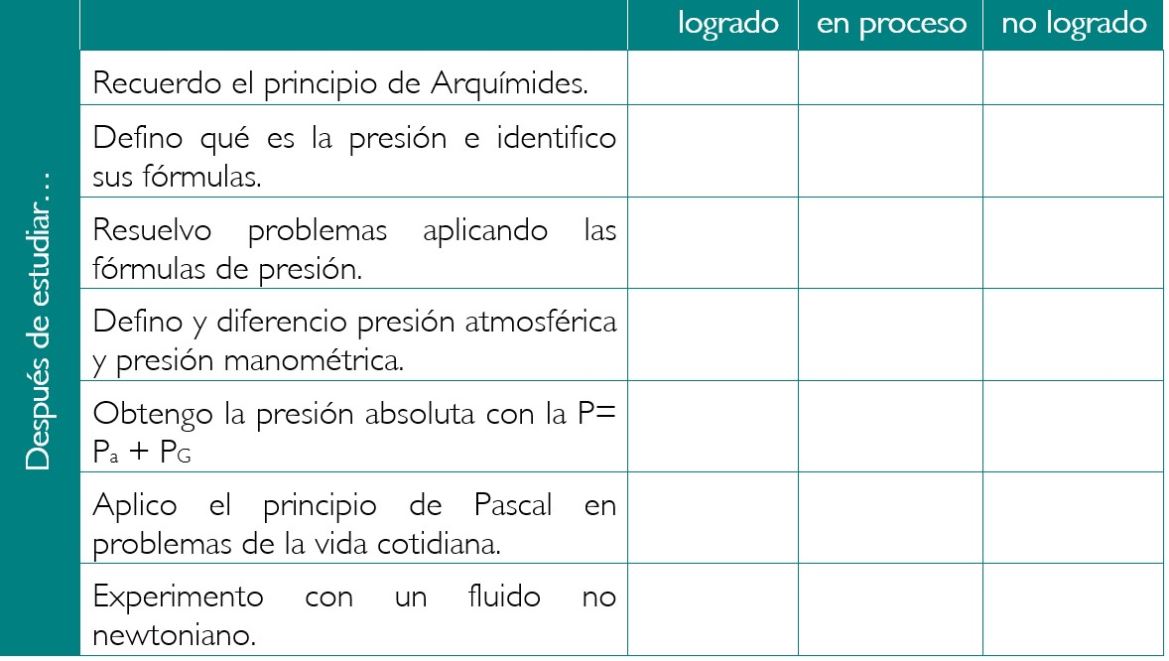 logrado en proceso no logrado
Después de estudiar…
Recuerdo el principio de Arquímides.
Defino qué es la presión e identifico
sus fórmulas.
Resuelvo problemas aplicando las
fórmulas de presión.
Defino y diferencio presión atmosférica
y presión manométrica.
Obtengo la presión absoluta con la P=
Pa + PG
Aplico el principio de Pascal en
problemas de la vida cotidiana.
Experimento con un fluido no
newtoniano.